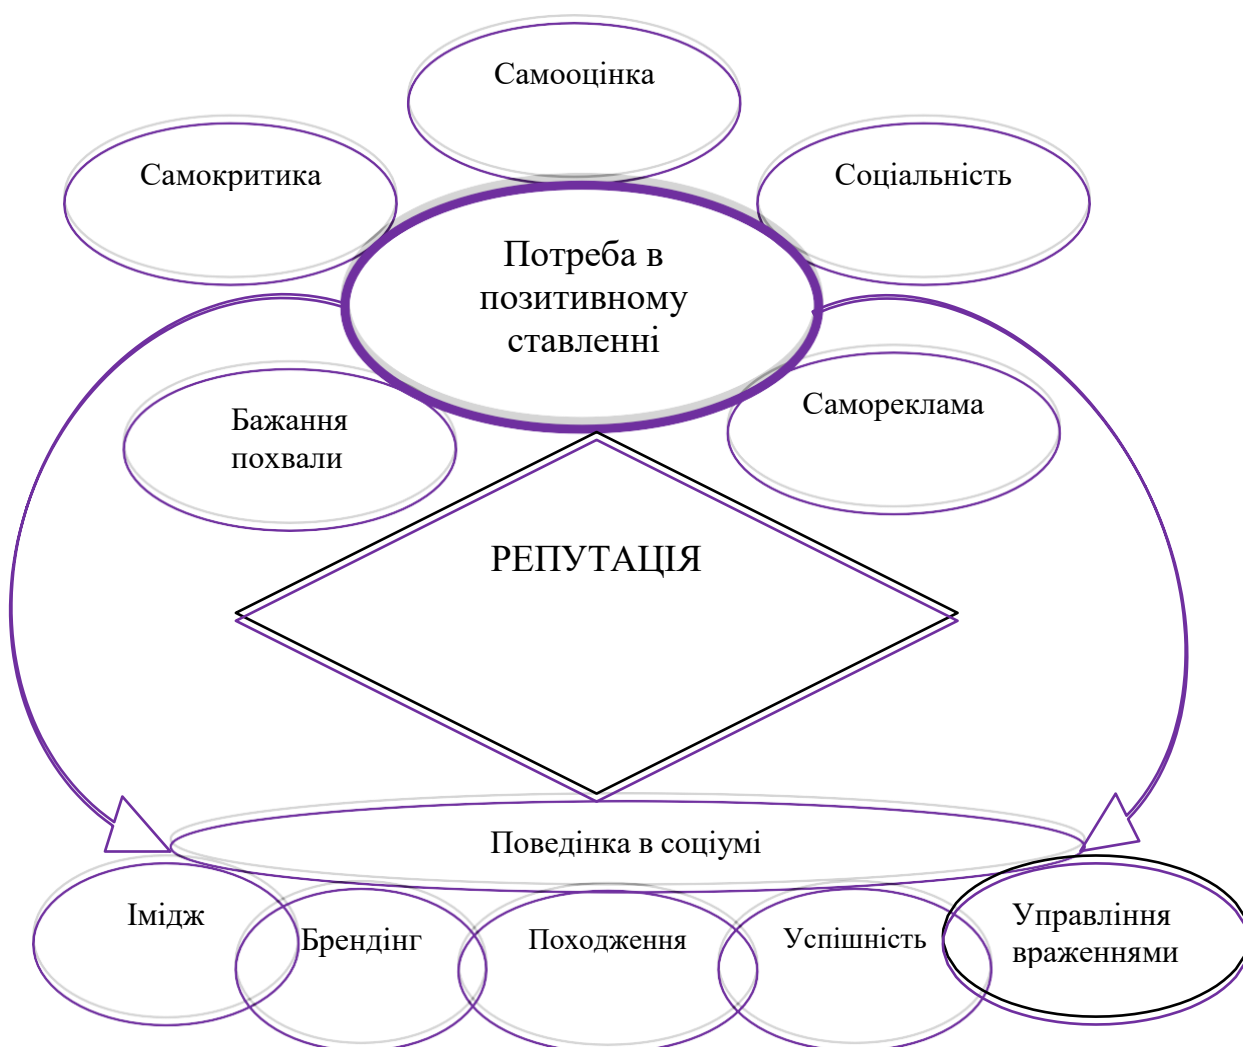 Самооцінка
Самокритика
Соціальність
Потреба в
позитивному
ставленні
Бажання
похвали
Самореклама
РЕПУТАЦІЯ
Поведінка в соціумі
Імідж
Брендінг
Походження
Успішність
Управління
враженнями